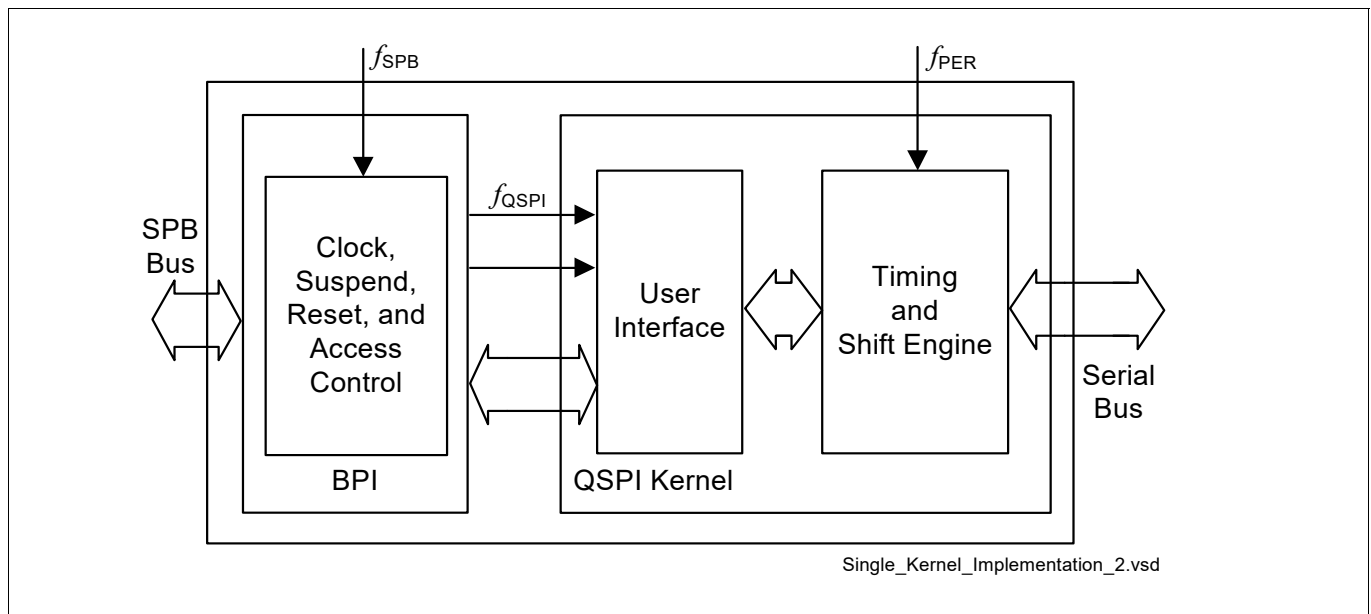 fSPB
fPER
SPB
Bus
Clock,
Suspend,
Reset, and
Access
Control
BPI
fQSPI
User
Interface
QSPI Kernel
Timing
and
Shift Engine
Serial
Bus
Single_Kernel_Implementation_2.vsd